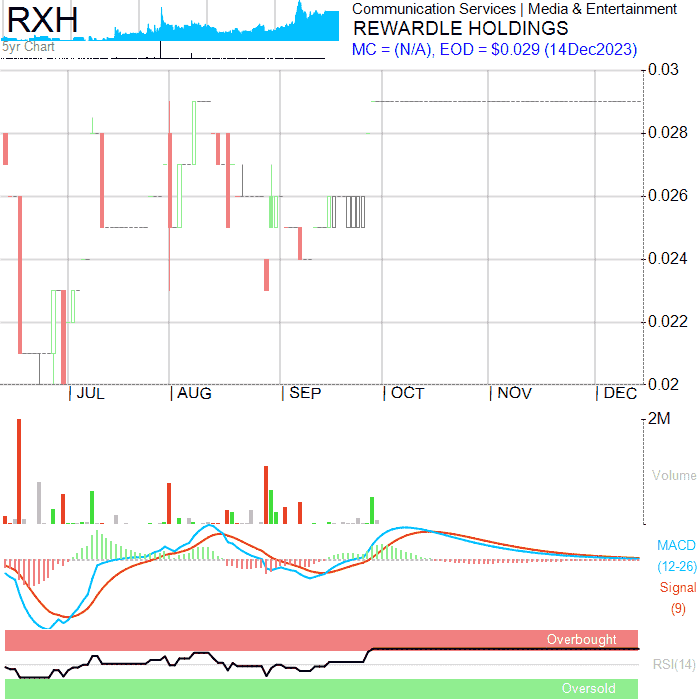 RXH
Communication Services | Media & Entertainment
REWARDLE HOLDINGS
5yr Chart
MC = (N/A), EOD = $0.029 (14Dec2023)
0.03
0.028
0.026
0.024
0.022
0.02
JUL AUG SEP OCT NOV DEC
2M
Volume
MACD
(12-26)
Signal
(9)
Overbought
RSI(14)
Oversold